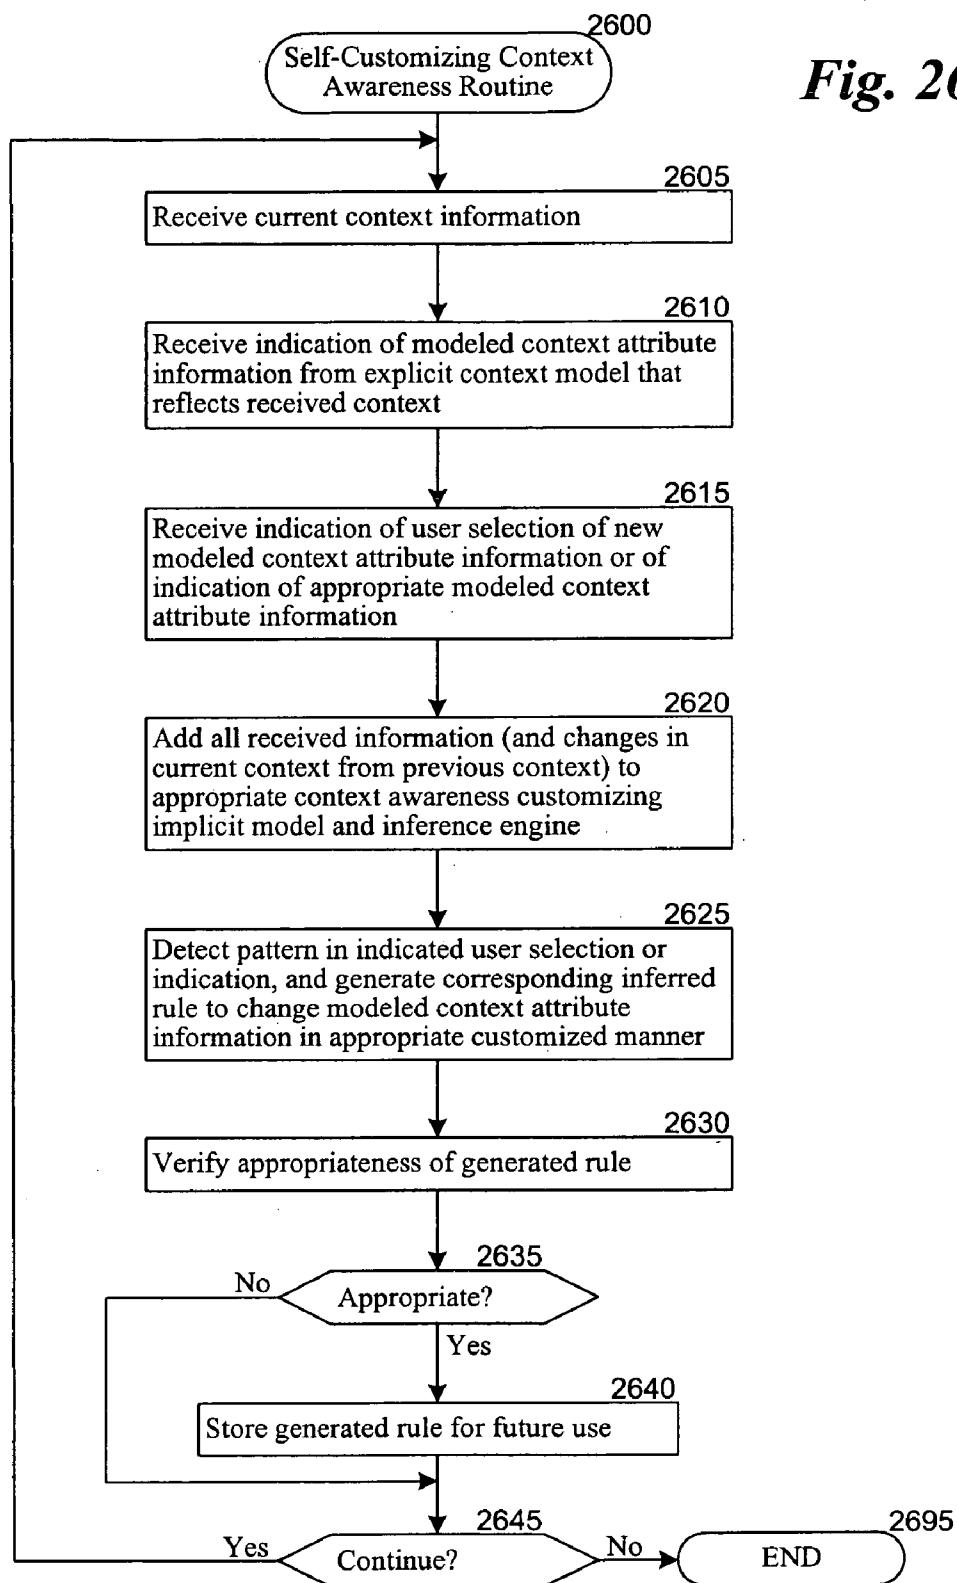 2600
Self-Customizing Context
Awareness Routine
Fig. 26
2605
Receive current context information
2610
Receive indication of modeled context attribute
information from explicit context model that
reflects received context
2615
Receive indication of user selection of new
modeled context attribute information or of
indication of appropriate modeled context
attribute information
2620
Add all received information (and changes in
current context from previous context) to
appropriate context awareness customizing
implicit model and inference engine
2625
Detect pattern in indicated user selection or
indication, and generate corresponding inferred
rule to change modeled context attribute
information in appropriate customized manner
2630
Verify appropriateness of generated rule
2635
No
Appropriate?
Yes
2640
Store generated rule for future use
2645
Yes
Continue?
No
2695
END